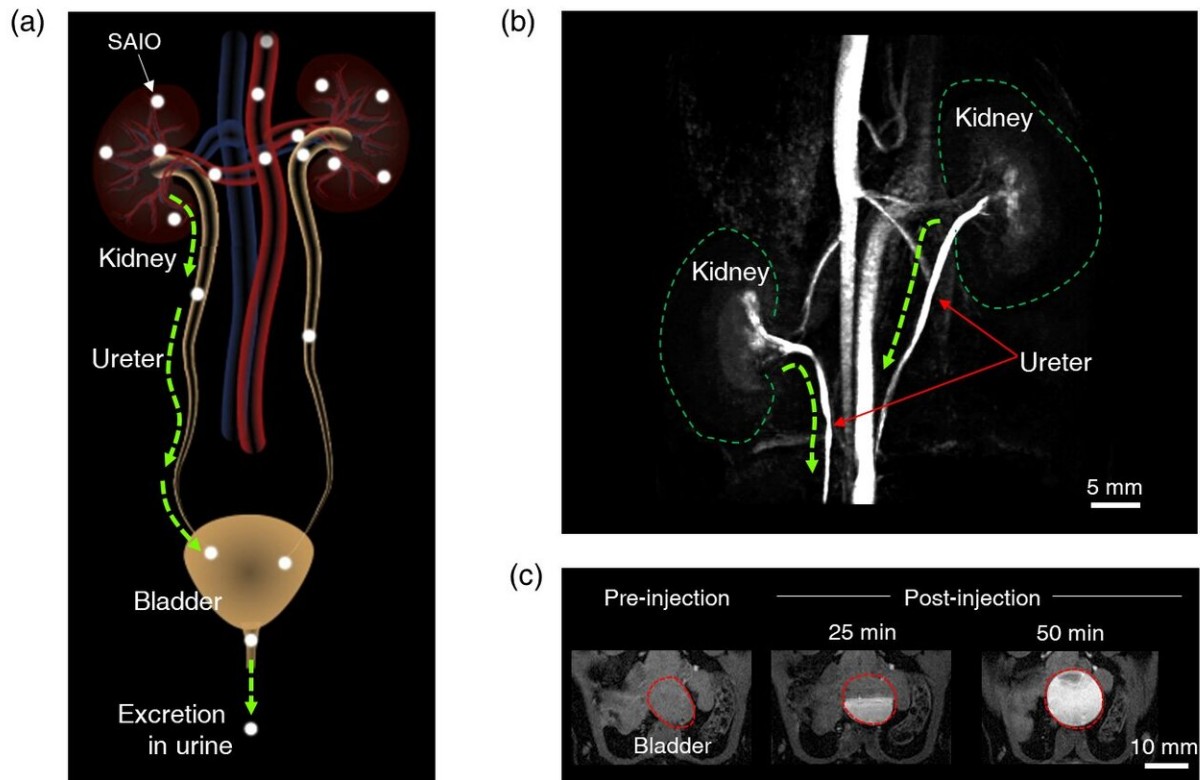 (a)
SAIO
Kidney
Ureter
Bladder
Excretion
in urine
(b)
Kidney
Kidney
Ureter
5 mm
(c)
Pre-injection
Post-injection
25 min
50 min
Bladder
10 mm